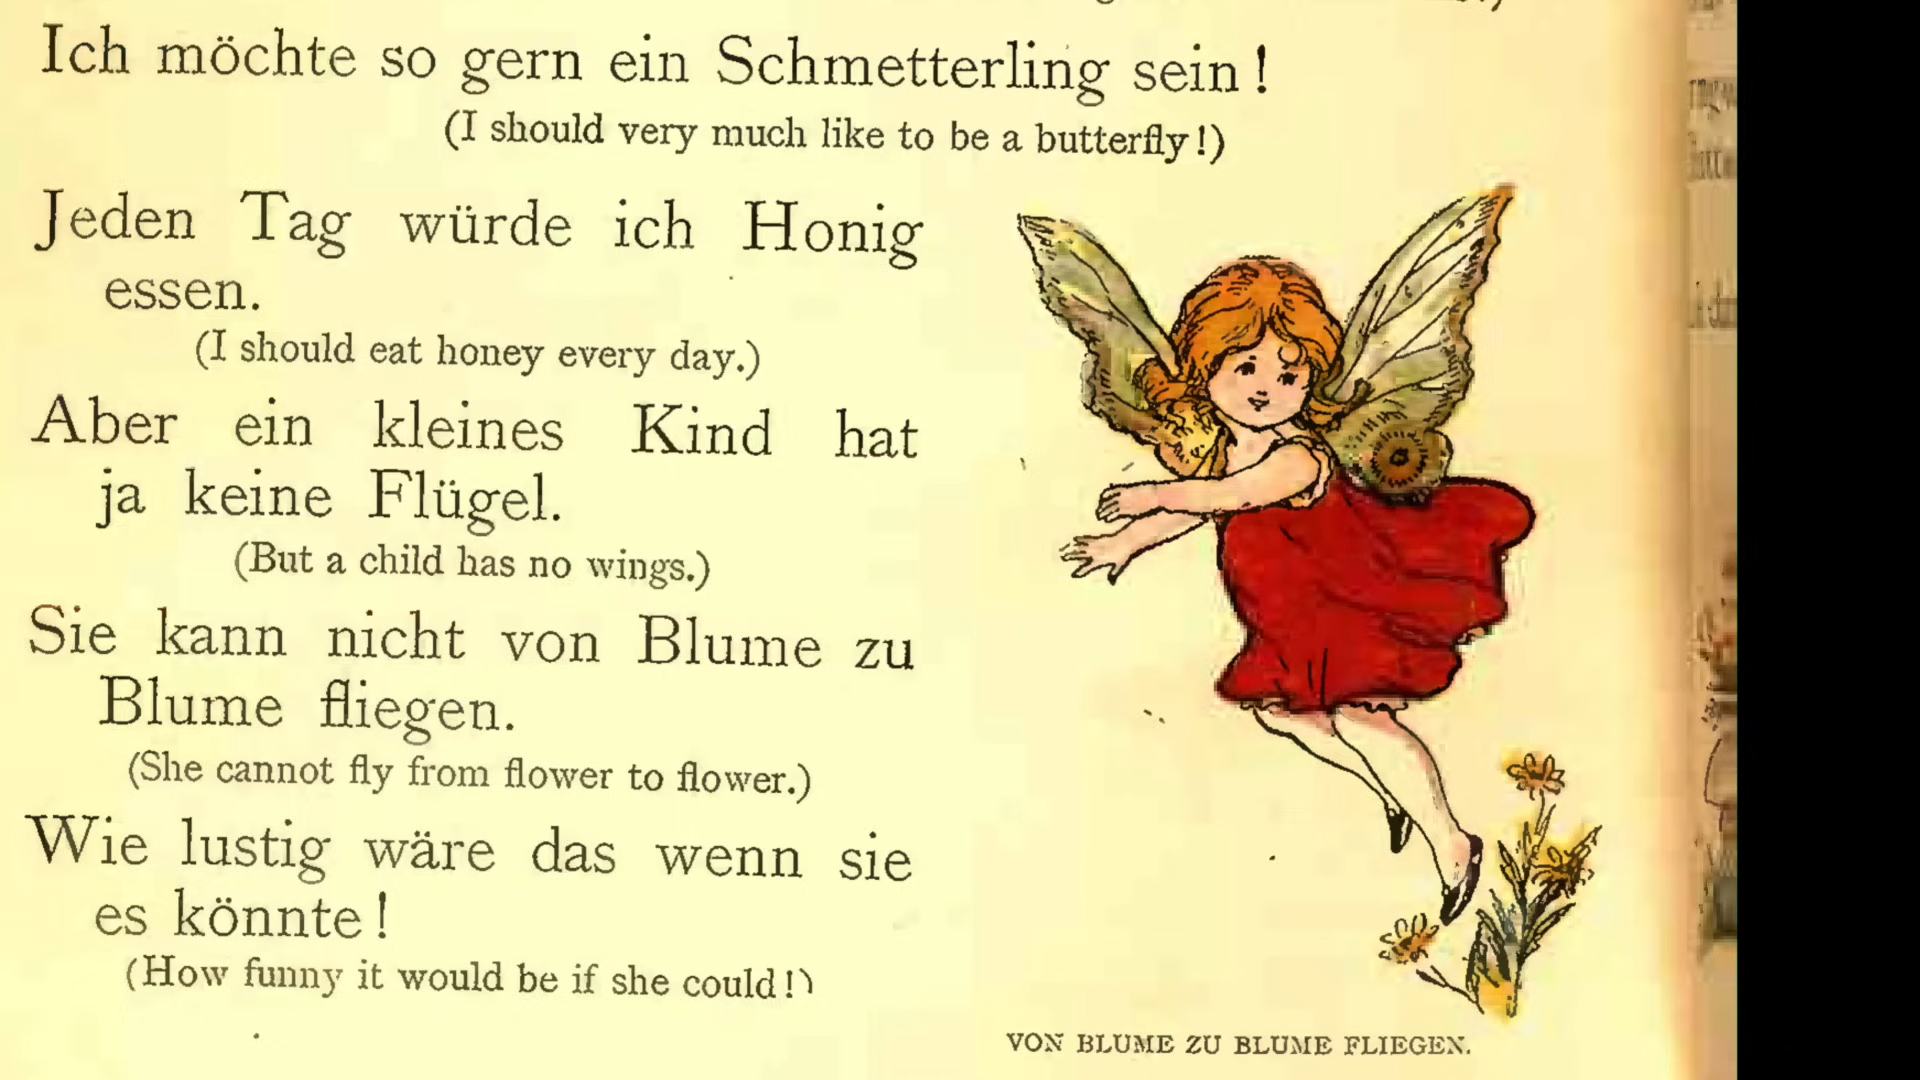 Ich möchte so gern ein Schmetterling sein!
(I should very much like to be a butterfly!)
Jeden Tag würde ich Honig
essen.
(I should eat honey every day.)
Aber ein kleines Kind hat
ja keine Flügel.
(But a child has no wings.)
Sie kann nicht von Blume zu
Blume fliegen.
(She cannot fly from flower to flower.)
Wie lustig wäre das wenn sie
es könnte!
(How funny it would be if she could!)
VON BLUME ZU BLUME FLIEGEN.